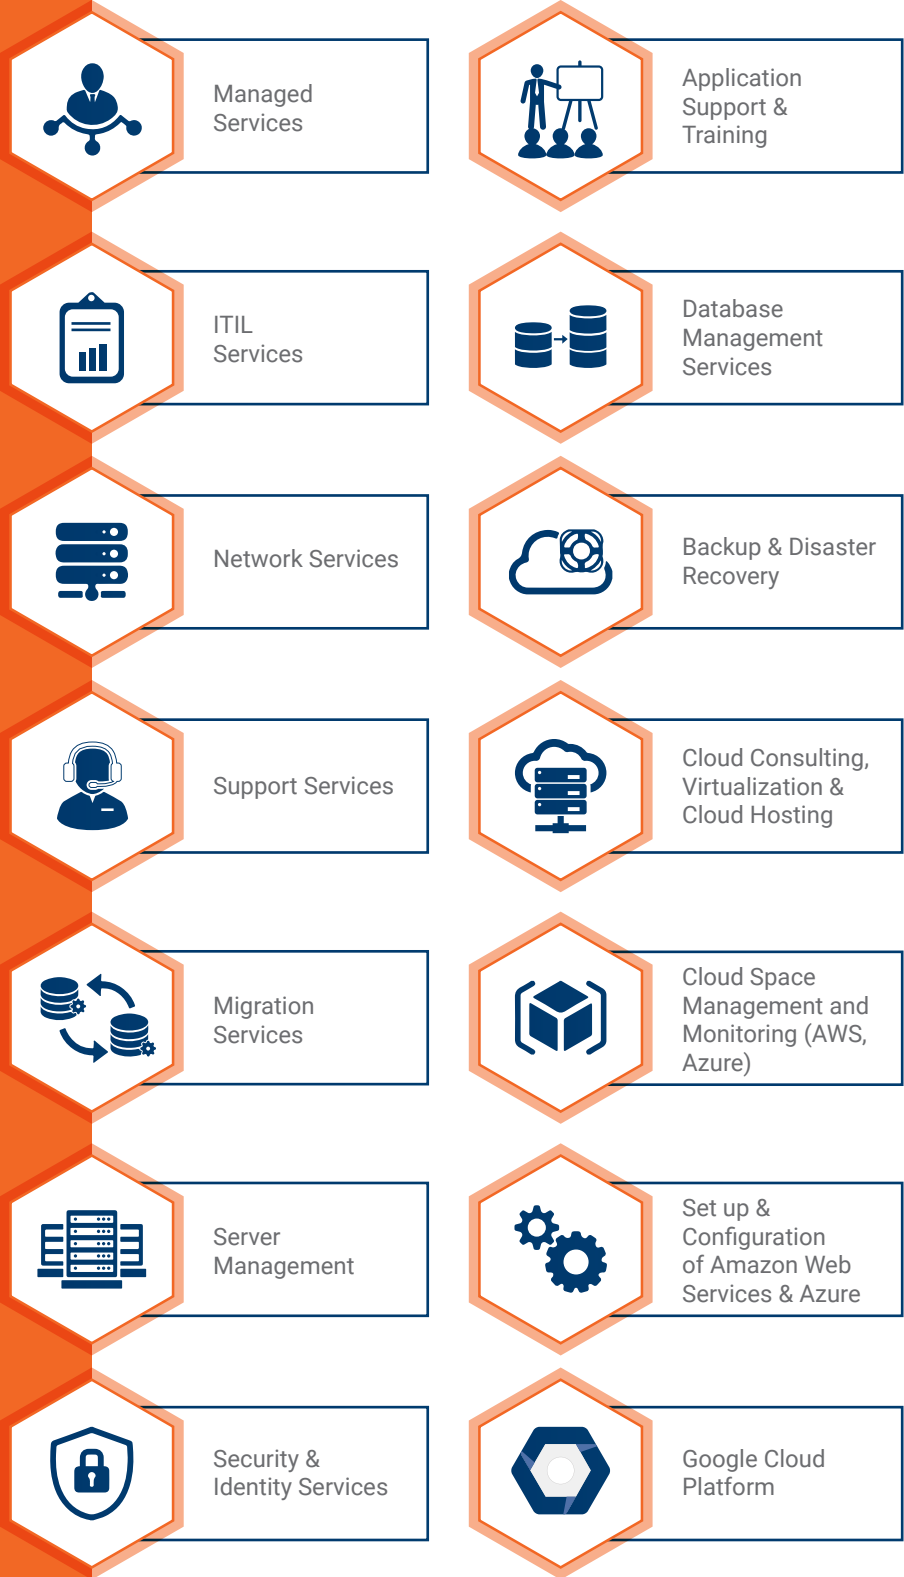 Managed
Services
Application
Support &
Training
ITIL
Services
Database
Management
Services
Network Services
Backup & Disaster
Recovery
Support Services
Cloud Consulting,
Virtualization &
Cloud Hosting
Migration
Services
Cloud Space
Management and
Monitoring (AWS,
Azure)
Server
Management
Set up &
Configuration
of Amazon Web
Services & Azure
Security &
Identity Services
Google Cloud
Platform